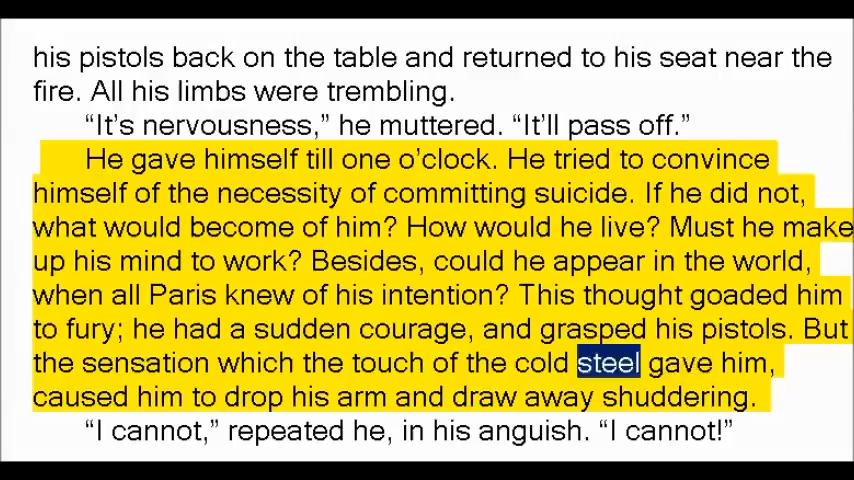 his pistols back on the table and returned to his seat near the
fire. All his limbs were trembling.
“It’s nervousness,” he muttered. “It’ll pass off.”
He gave himself till one o’clock. He tried to convince
himself of the necessity of committing suicide. If he did not,
what would become of him? How would he live? Must he make
up his mind to work? Besides, could he appear in the world,
when all Paris knew of his intention? This thought goaded him
to fury; he had a sudden courage, and grasped his pistols. But
the sensation which the touch of the cold steel gave him,
caused him to drop his arm and draw away shuddering.
“I cannot,” repeated he, in his anguish. “I cannot!”